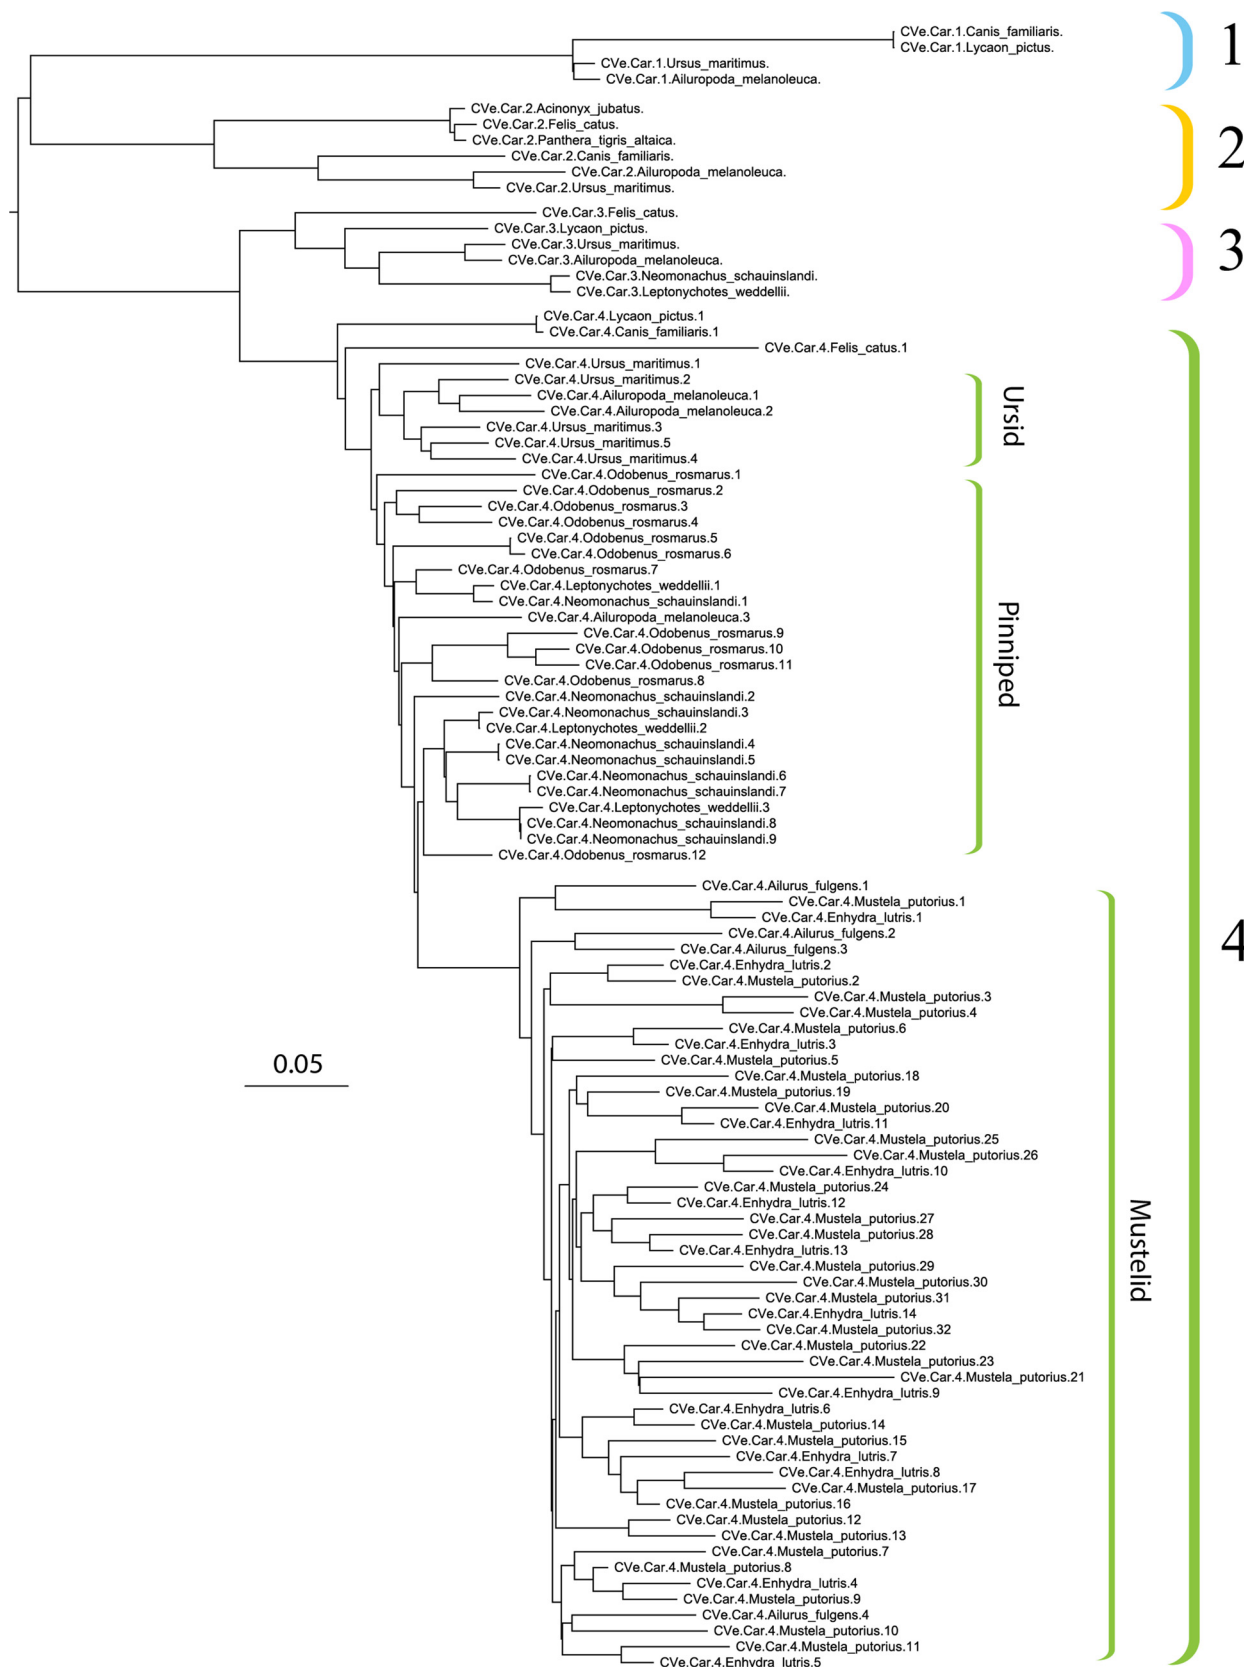 CVe.Car.1.Canis_familiaris.
CVe.Car.1.Lycaon_pictus.
CVe.Car.1.Ursus_maritimus.
CVe.Car.1.Ailuropoda_melanoleuca.
1
CVe.Car.2.Acinonyx_jubatus.
CVe.Car.2.Felis_catus.
CVe.Car.2.Panthera_tigris_altaica.
CVe.Car.2.Canis_familiaris.
CVe.Car.2.Ailuropoda_melanoleuca.
CVe.Car.2.Ursus_maritimus.
2
CVe.Car.3.Felis_catus.
CVe.Car.3.Lycaon_pictus.
CVe.Car.3.Ursus_maritimus.
CVe.Car.3.Ailuropoda_melanoleuca.
CVe.Car.3.Neomonachus_schauinslandi.
CVe.Car.3.Leptonychotes_weddellii.
3
CVe.Car.4.Lycaon_pictus.1
CVe.Car.4.Canis_familiaris.1
CVe.Car.4.Felis_catus.1
CVe.Car.4.Ursus_maritimus.1
CVe.Car.4.Ursus_maritimus.2
CVe.Car.4.Ailuropoda_melanoleuca.1
CVe.Car.4.Ailuropoda_melanoleuca.2
CVe.Car.4.Ursus_maritimus.3
CVe.Car.4.Ursus_maritimus.5
CVe.Car.4.Ursus_maritimus.4
Ursid
CVe.Car.4.Odobenus_rosmarus.1
CVe.Car.4.Odobenus_rosmarus.2
CVe.Car.4.Odobenus_rosmarus.3
CVe.Car.4.Odobenus_rosmarus.4
CVe.Car.4.Odobenus_rosmarus.5
CVe.Car.4.Odobenus_rosmarus.6
CVe.Car.4.Odobenus_rosmarus.7
CVe.Car.4.Leptonychotes_weddellii.1
CVe.Car.4.Neomonachus_schauinslandi.1
CVe.Car.4.Ailuropoda_melanoleuca.3
CVe.Car.4.Odobenus_rosmarus.9
CVe.Car.4.Odobenus_rosmarus.10
CVe.Car.4.Odobenus_rosmarus.11
CVe.Car.4.Odobenus_rosmarus.8
CVe.Car.4.Neomonachus_schauinslandi.2
CVe.Car.4.Neomonachus_schauinslandi.3
CVe.Car.4.Leptonychotes_weddellii.2
CVe.Car.4.Neomonachus_schauinslandi.4
CVe.Car.4.Neomonachus_schauinslandi.5
CVe.Car.4.Neomonachus_schauinslandi.6
CVe.Car.4.Neomonachus_schauinslandi.7
CVe.Car.4.Leptonychotes_weddellii.3
CVe.Car.4.Neomonachus_schauinslandi.8
CVe.Car.4.Neomonachus_schauinslandi.9
CVe.Car.4.Odobenus_rosmarus.12
Pinniped
CVe.Car.4.Ailurus_fulgens.1
CVe.Car.4.Mustela_putorius.1
CVe.Car.4.Enhydra_lutris.1
CVe.Car.4.Ailurus_fulgens.2
CVe.Car.4.Ailurus_fulgens.3
CVe.Car.4.Enhydra_lutris.2
CVe.Car.4.Mustela_putorius.2
CVe.Car.4.Mustela_putorius.3
CVe.Car.4.Mustela_putorius.4
CVe.Car.4.Mustela_putorius.6
CVe.Car.4.Enhydra_lutris.3
CVe.Car.4.Mustela_putorius.5
CVe.Car.4.Mustela_putorius.18
CVe.Car.4.Mustela_putorius.19
CVe.Car.4.Mustela_putorius.20
CVe.Car.4.Enhydra_lutris.11
CVe.Car.4.Mustela_putorius.25
CVe.Car.4.Mustela_putorius.26
CVe.Car.4.Enhydra_lutris.10
CVe.Car.4.Mustela_putorius.24
CVe.Car.4.Enhydra_lutris.12
CVe.Car.4.Mustela_putorius.27
CVe.Car.4.Mustela_putorius.28
CVe.Car.4.Enhydra_lutris.13
CVe.Car.4.Mustela_putorius.29
CVe.Car.4.Mustela_putorius.30
CVe.Car.4.Mustela_putorius.31
CVe.Car.4.Enhydra_lutris.14
CVe.Car.4.Mustela_putorius.32
CVe.Car.4.Mustela_putorius.22
CVe.Car.4.Mustela_putorius.23
CVe.Car.4.Mustela_putorius.21
CVe.Car.4.Enhydra_lutris.9
CVe.Car.4.Enhydra_lutris.6
CVe.Car.4.Mustela_putorius.14
CVe.Car.4.Mustela_putorius.15
CVe.Car.4.Enhydra_lutris.7
CVe.Car.4.Enhydra_lutris.8
CVe.Car.4.Mustela_putorius.17
CVe.Car.4.Mustela_putorius.16
CVe.Car.4.Mustela_putorius.12
CVe.Car.4.Mustela_putorius.13
CVe.Car.4.Mustela_putorius.7
CVe.Car.4.Mustela_putorius.8
CVe.Car.4.Enhydra_lutris.4
CVe.Car.4.Mustela_putorius.9
CVe.Car.4.Ailurus_fulgens.4
CVe.Car.4.Mustela_putorius.10
CVe.Car.4.Mustela_putorius.11
CVe.Car.4.Enhydra_lutris.5
Mustelid
4
0.05